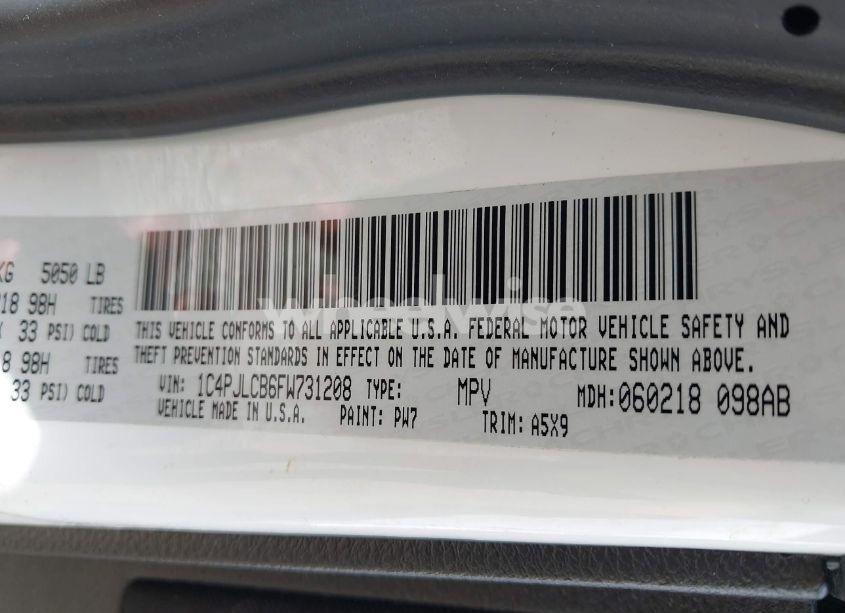 KG 5050 LB
18 98H TIRES
33 PSI) COLD
8 98H TIRES
33 PSI) COLD
wheelwise
THIS VEHICLE CONFORMS TO ALL APPLICABLE U.S.A. FEDERAL MOTOR VEHICLE SAFETY AND
THEFT PREVENTION STANDARDS IN EFFECT ON THE DATE OF MANUFACTURE SHOWN ABOVE.
VIN: 1C4PJLCB6FW731208 TYPE: MPV MDH:060218 098AB
VEHICLE MADE IN U.S.A. PAINT: PW7 TRIM: A5X9